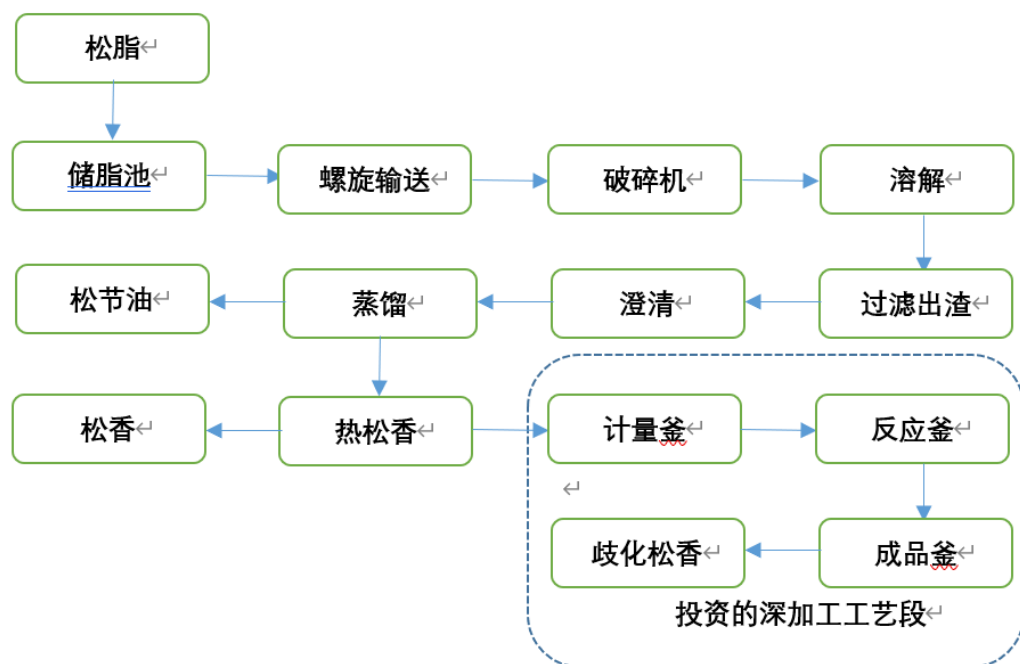 松脂
储脂池
螺旋输送
破碎机
溶解
松节油
蒸馏
澄清
过滤出渣
松香
热松香
计量釜
反应釜
歧化松香
成品釜
投资的深加工工艺段